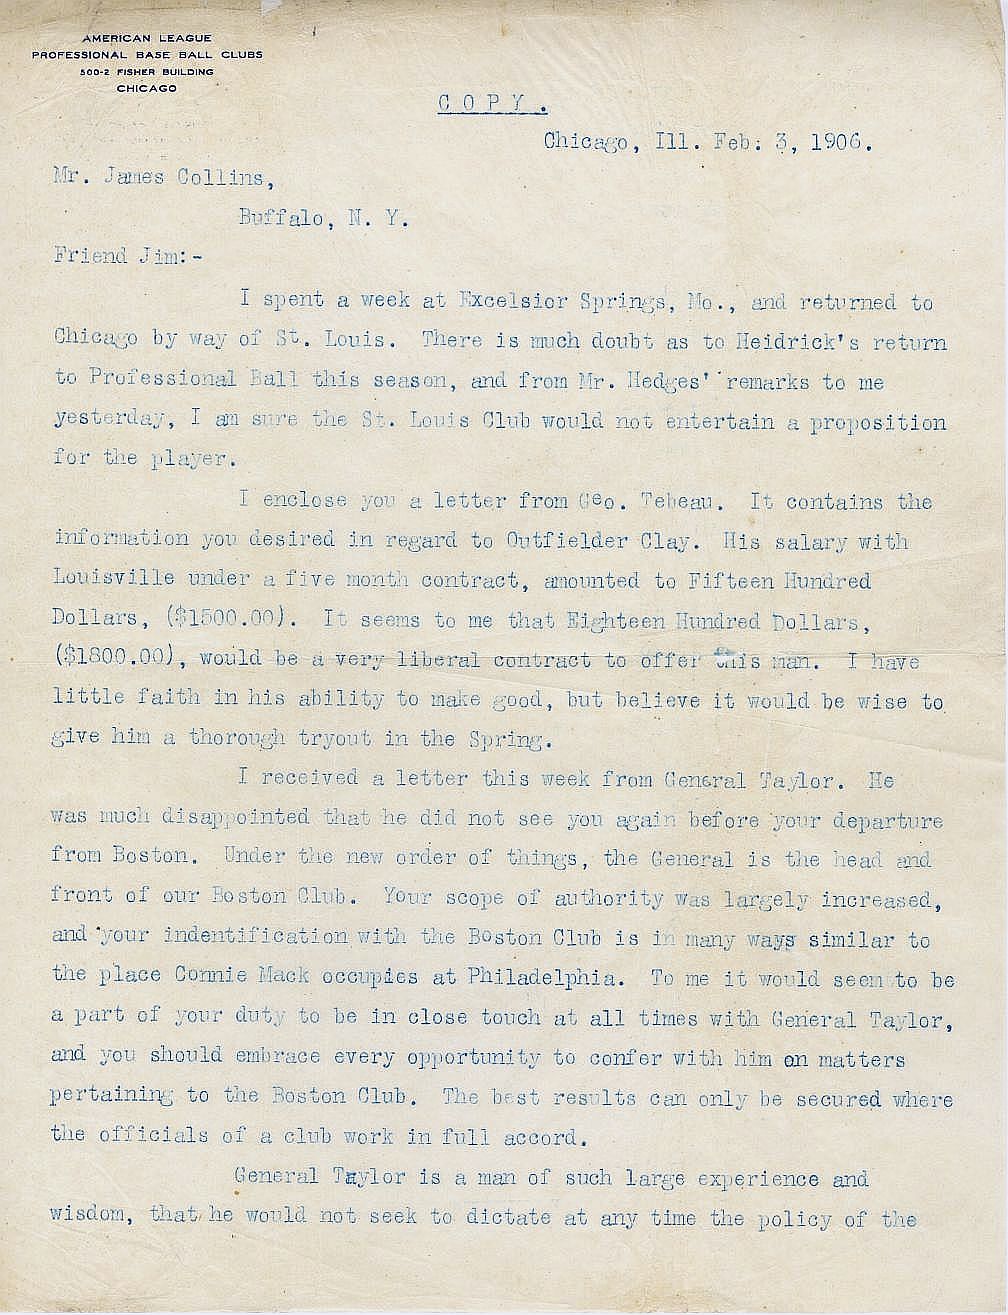 AMERICAN LEAGUE
PROFESSIONAL BASE BALL CLUBS
500-2 FISHER BUILDING
CHICAGO
COPY.
Chicago, Ill. Feb: 3, 1906.
Mr. James Collins,
Buffalo, N. Y.
Friend Jim:-
I spent a week at Excelsior Springs, Mo., and returned to
Chicago by way of St. Louis. There is much doubt as to Heidrick's return
to Professional Ball this season, and from Mr. Hedges' remarks to me
yesterday, I am sure the St. Louis Club would not entertain a proposition
for the player.
I enclose you a letter from Geo. Tebeau. It contains the
information you desired in regard to Outfielder Clay. His salary with
Louisville under a five month contract, amounted to Fifteen Hundred
Dollars, ($1500.00). It seems to me that Eighteen Hundred Dollars,
($1800.00), would be a very liberal contract to offer this man. I have
little faith in his ability to make good, but believe it would be wise to
give him a thorough tryout in the Spring.
I received a letter this week from General Taylor. He
was much disappointed that he did not see you again before your departure
from Boston. Under the new order of things, the General is the head and
front of our Boston Club. Your scope of authority was largely increased,
and your indentification with the Boston Club is in many ways similar to
the place Connie Mack occupies at Philadelphia. To me it would seem to be
a part of your duty to be in close touch at all times with General Taylor,
and you should embrace every opportunity to confer with him on matters
pertaining to the Boston Club. The best results can only be secured where
the officials of a club work in full accord.
General Taylor is a man of such large experience and
wisdom, that he would not seek to dictate at any time the policy of the